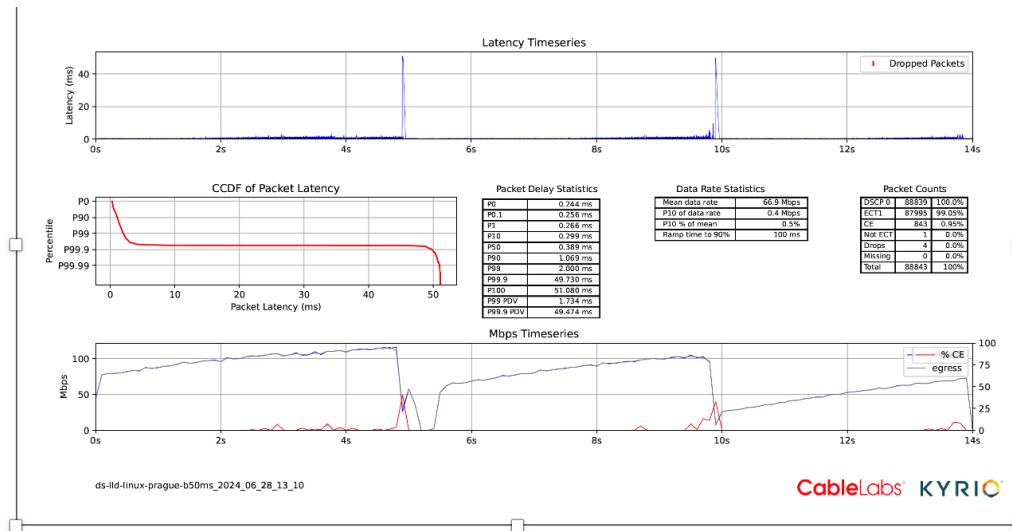 Latency Timeseries
Latency (ms)
40
20
0
Dropped Packets
0s 2s 4s 6s 8s 10s 12s 14s
CCDF of Packet Latency
Percentile
P0
P90
P99
P99.9
P99.99
0 10 20 30 40 50
Packet Latency (ms)
Packet Delay Statistics
P0 0.244 ms
P0.1 0.256 ms
P1 0.266 ms
P10 0.299 ms
P50 0.389 ms
P90 1.069 ms
P99 2.000 ms
P99.9 49.730 ms
P100 51.080 ms
P99 PDV 1.734 ms
P99.9 PDV 49.474 ms
Data Rate Statistics
Mean data rate 66.9 Mbps
P10 of data rate 0.4 Mbps
P10 % of mean 0.5%
Ramp time to 90% 100 ms
Packet Counts
DSCP 0 88839 100.0%
ECT1 87995 99.05%
CE 843 0.95%
Not ECT 1 0.0%
Drops 4 0.0%
Missing 0 0.0%
Total 88843 100%
Mbps Timeseries
Mbps
100
50
0
% CE
egress
100
75
50
25
0
0s 2s 4s 6s 8s 10s 12s 14s
ds-lld-linux-prague-b50ms_2024_06_28_13_10
CableLabs KYRIO